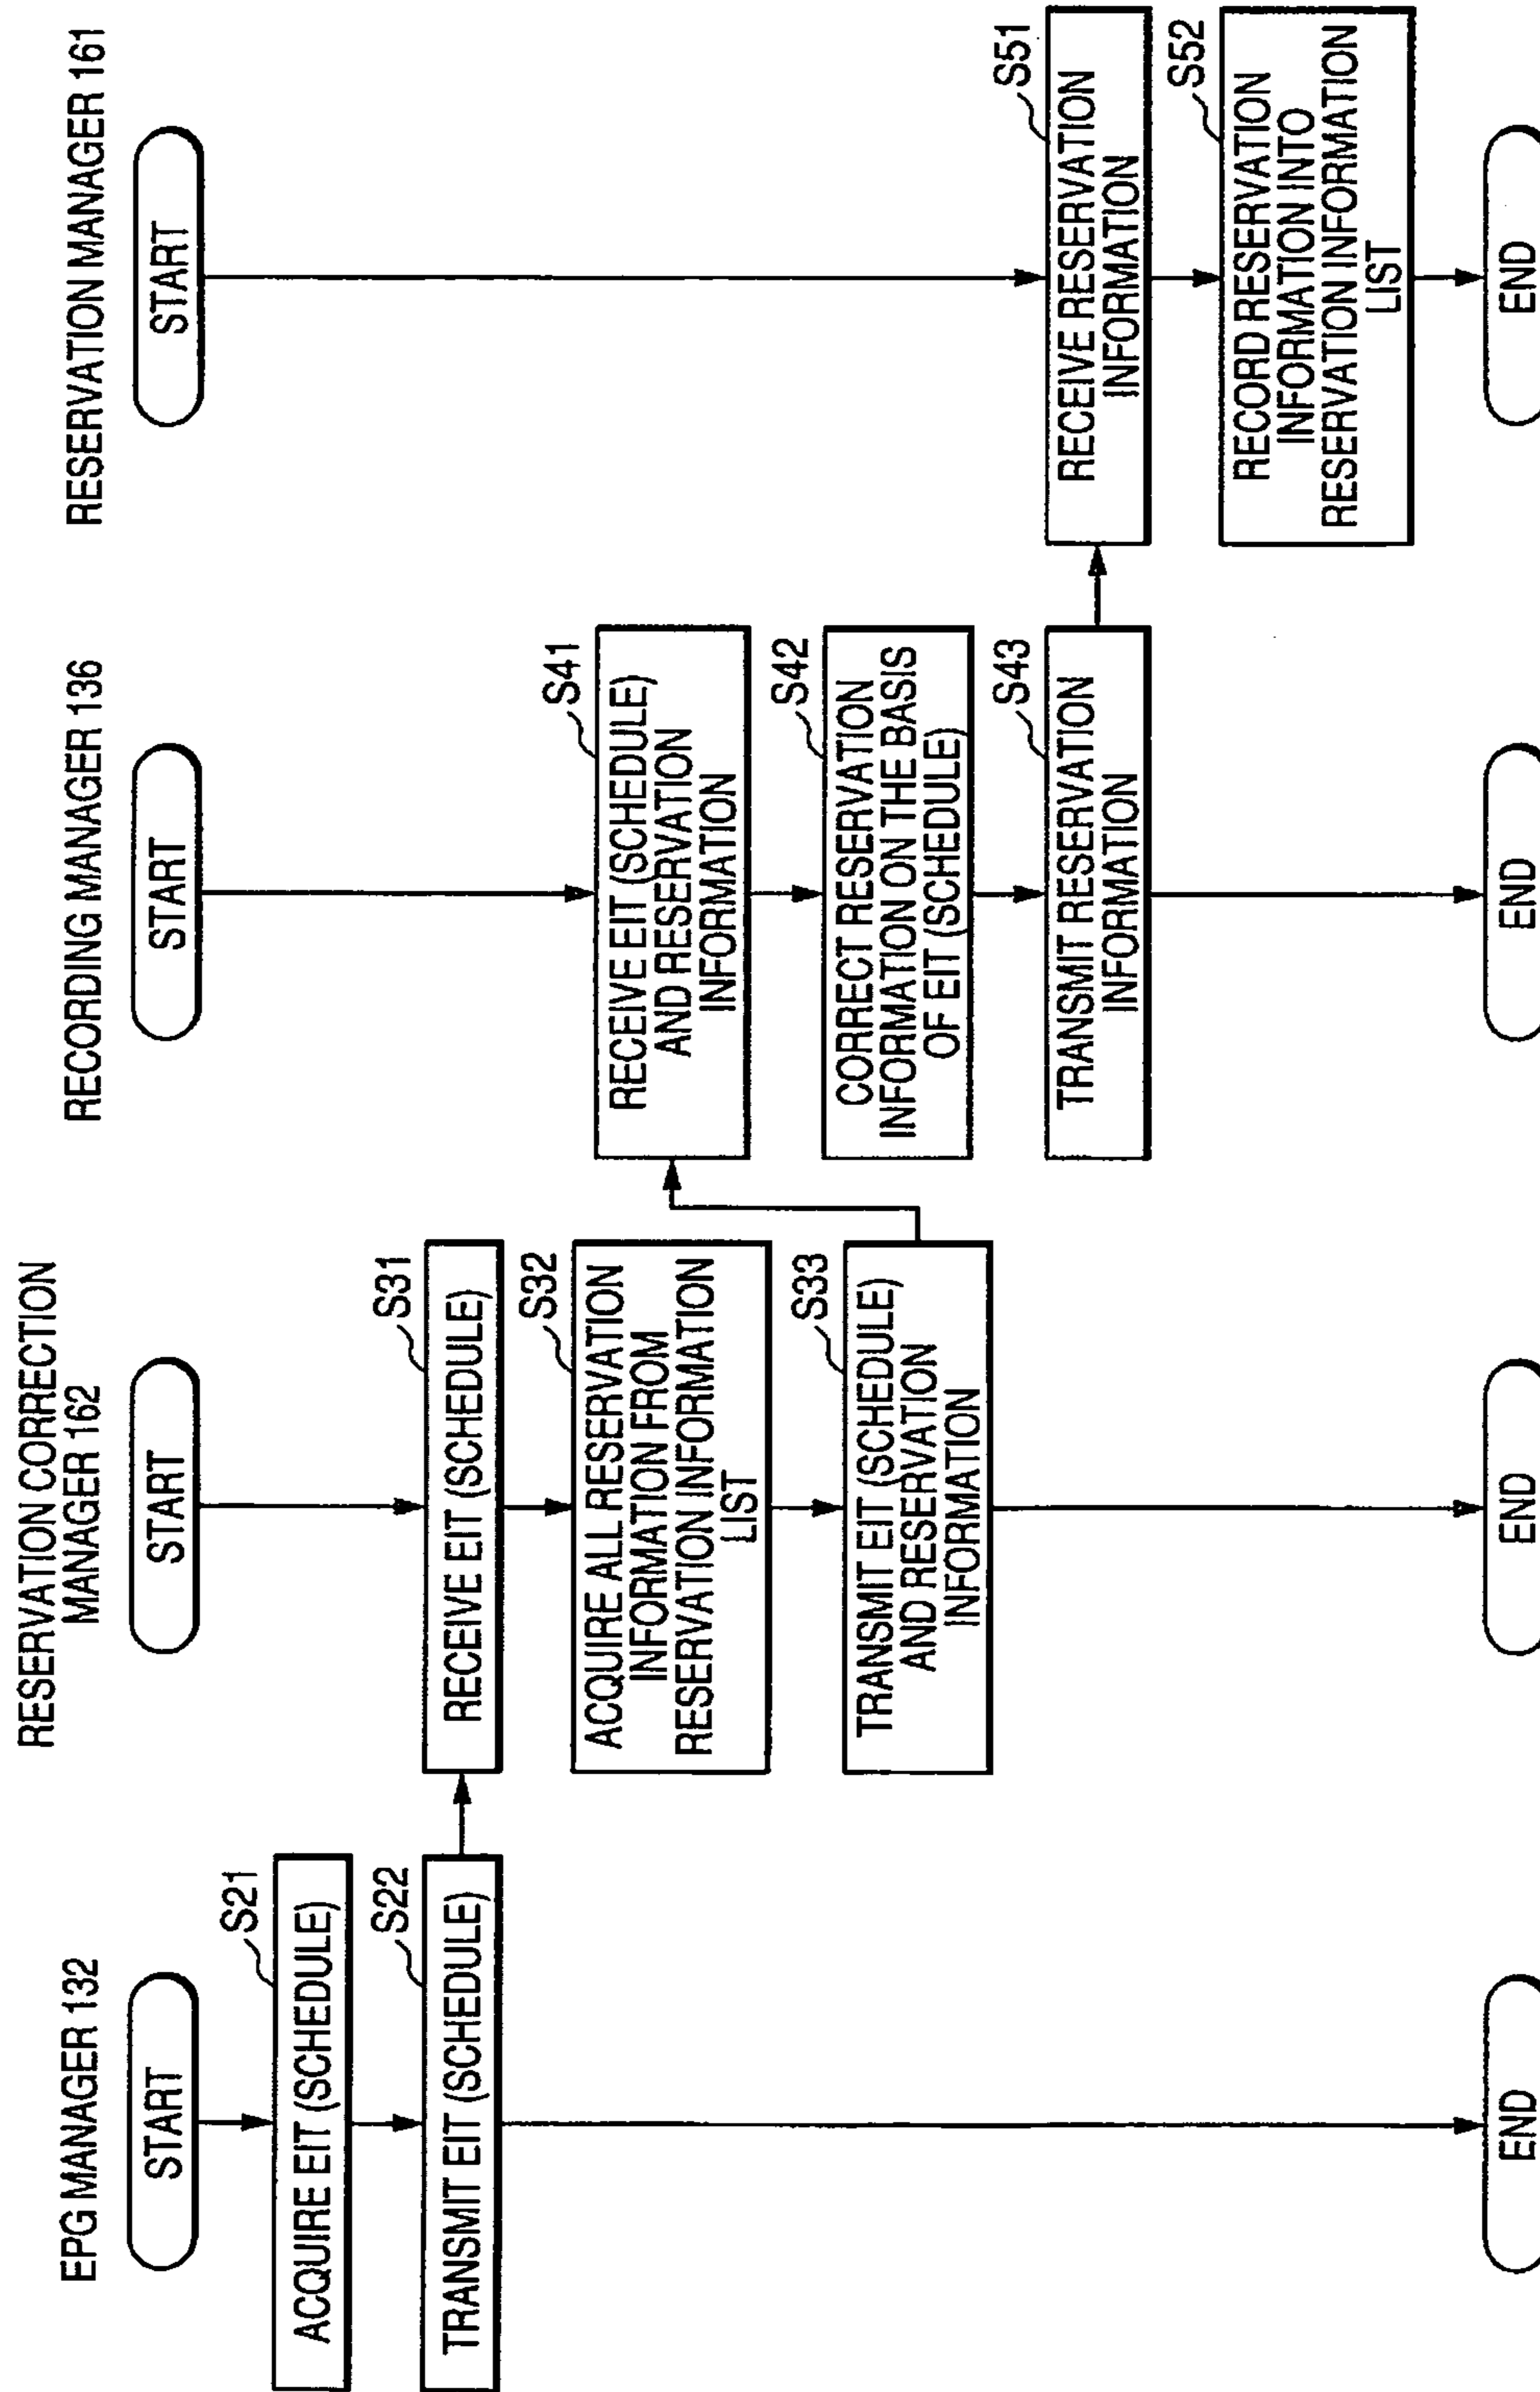 EPG MANAGER 132
START
S21
ACQUIRE EIT (SCHEDULE)
S22
TRANSMIT EIT (SCHEDULE)
END
RESERVATION CORRECTION
MANAGER 162
START
S31
RECEIVE EIT (SCHEDULE)
S32
ACQUIRE ALL RESERVATION
INFORMATION FROM
RESERVATION INFORMATION
LIST
S33
TRANSMIT EIT (SCHEDULE)
AND RESERVATION
INFORMATION
END
RECORDING MANAGER 136
START
S41
RECEIVE EIT (SCHEDULE)
AND RESERVATION
INFORMATION
S42
CORRECT RESERVATION
INFORMATION ON THE BASIS
OF EIT (SCHEDULE)
S43
TRANSMIT RESERVATION
INFORMATION
END
RESERVATION MANAGER 161
START
S51
RECEIVE RESERVATION
INFORMATION
S52
RECORD RESERVATION
INFORMATION INTO
RESERVATION INFORMATION
LIST
END